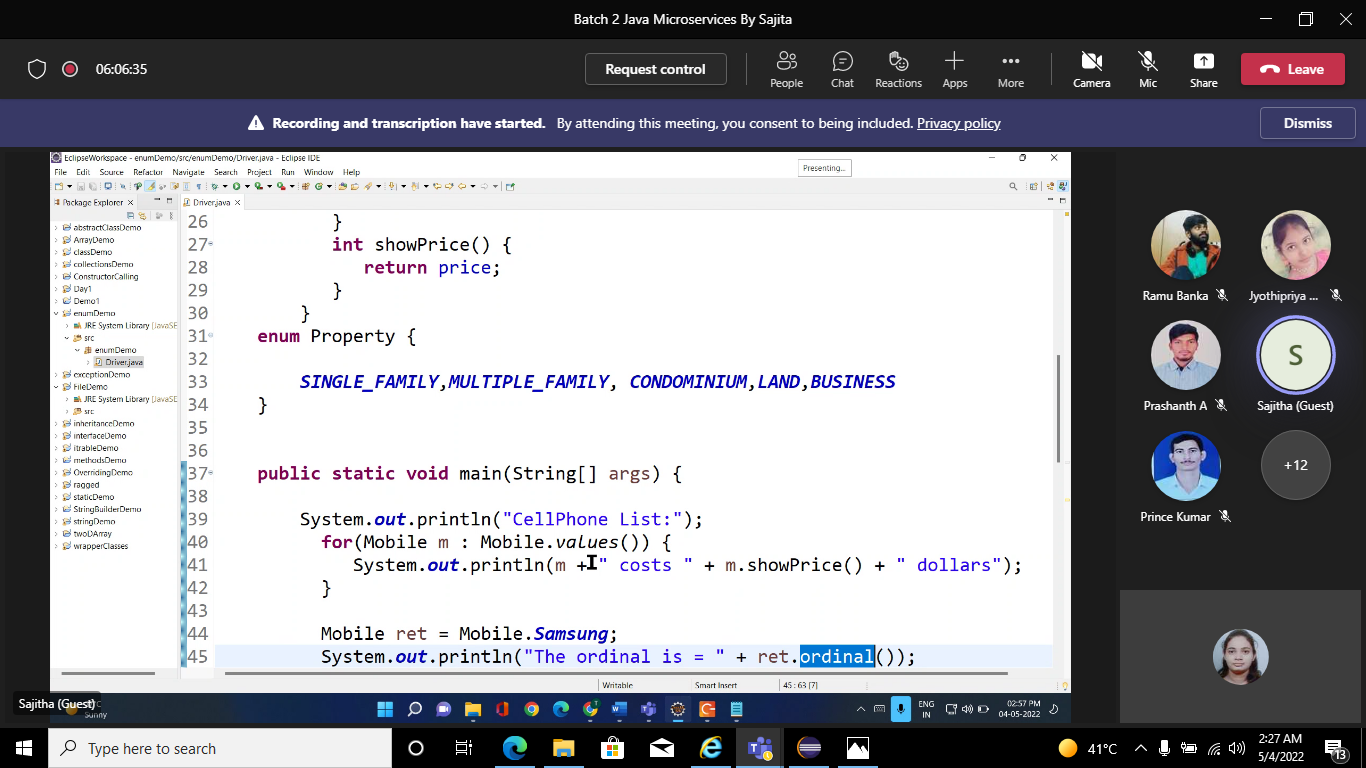 Batch 2 Java Microservices By Sajita
06:06:35
Request control
People
Chat
Reactions
Apps
More
Camera
Mic
Share
Leave
Recording and transcription have started. By attending this meeting, you consent to being included. Privacy policy
Dismiss
EclipseWorkspace - enumDemo/src/enumDemo/Driver.java - Eclipse IDE
Presenting...
File Edit Source Refactor Navigate Search Project Run Window Help
Package Explorer
Driver.java
abstractClassDemo
ArrayDemo
classDemo
collectionsDemo
ConstructorCalling
Day1
Demo1
enumDemo
JRE System Library [JavaSE
src
enumDemo
Driver.java
exceptionDemo
FileDemo
JRE System Library [JavaSE
src
inheritanceDemo
interfaceDemo
itrableDemo
methodsDemo
OverridingDemo
ragged
staticDemo
StringBuilderDemo
stringDemo
twoDArray
wrapperClasses
26 }
27 int showPrice() {
28 return price;
29 }
30 }
31 enum Property {
32
33 SINGLE_FAMILY,MULTIPLE_FAMILY, CONDOMINIUM,LAND,BUSINESS
34 }
35
36
37 public static void main(String[] args) {
38
39 System.out.println("CellPhone List:");
40 for(Mobile m : Mobile.values()) {
41 System.out.println(m +" costs " + m.showPrice() + " dollars");
42 }
43
44 Mobile ret = Mobile.Samsung;
45 System.out.println("The ordinal is = " + ret.ordinal());
Writable
Smart Insert
45 : 63 [7]
Sajitha (Guest)
Sunny
ENG
IN
02:57 PM
04-05-2022
Ramu Banka
Jyothipriya ...
Prashanth A
S
Sajitha (Guest)
Prince Kumar
+12
Type here to search
41°C
2:27 AM
5/4/2022
13